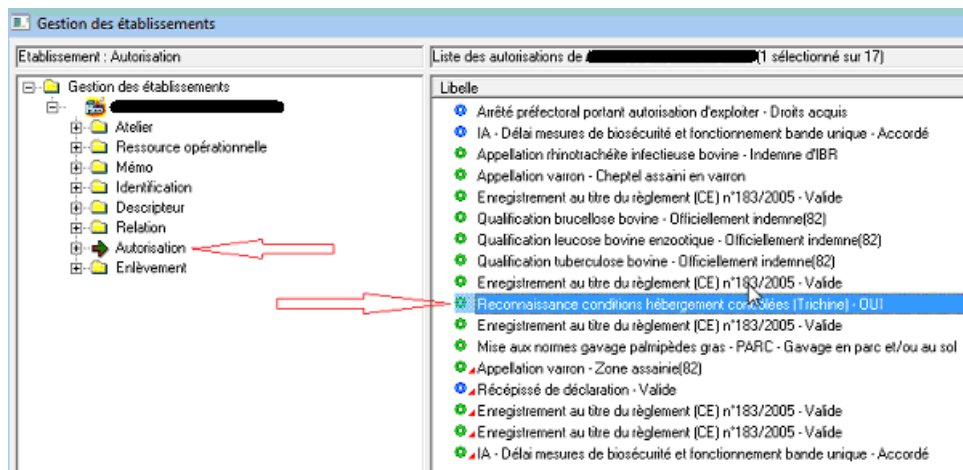 Gestion des établissements
Etablissement : Autorisation
Liste des autorisations de (1 sélectionné sur 17)
Gestion des établissements
Atelier
Ressource opérationnelle
Mémo
Identification
Descripteur
Relation
Autorisation
Enlèvement
Libelle
Arrêté préfectoral portant autorisation d'exploiter - Droits acquis
IA - Délai mesures de biosécurité et fonctionnement bande unique - Accordé
Appellation rhinotrachéite infectieuse bovine - Indemne d'IBR
Appellation varron - Cheptel assaini en varron
Enregistrement au titre du règlement (CE) n°183/2005 - Valide
Qualification brucellose bovine - Officiellement indemne(82)
Qualification leucose bovine enzootique - Officiellement indemne(82)
Qualification tuberculose bovine - Officiellement indemne(82)
Enregistrement au titre du règlement (CE) n°183/2005 - Valide
Reconnaissance conditions hébergement contrôlées (Trichine) - OUI
Enregistrement au titre du règlement (CE) n°183/2005 - Valide
Mise aux normes gavage palmipèdes gras - PARC - Gavage en parc et/ou au sol
Appellation varron - Zone assainie(82)
Récépissé de déclaration - Valide
Enregistrement au titre du règlement (CE) n°183/2005 - Valide
Enregistrement au titre du règlement (CE) n°183/2005 - Valide
IA - Délai mesures de biosécurité et fonctionnement bande unique - Accordé